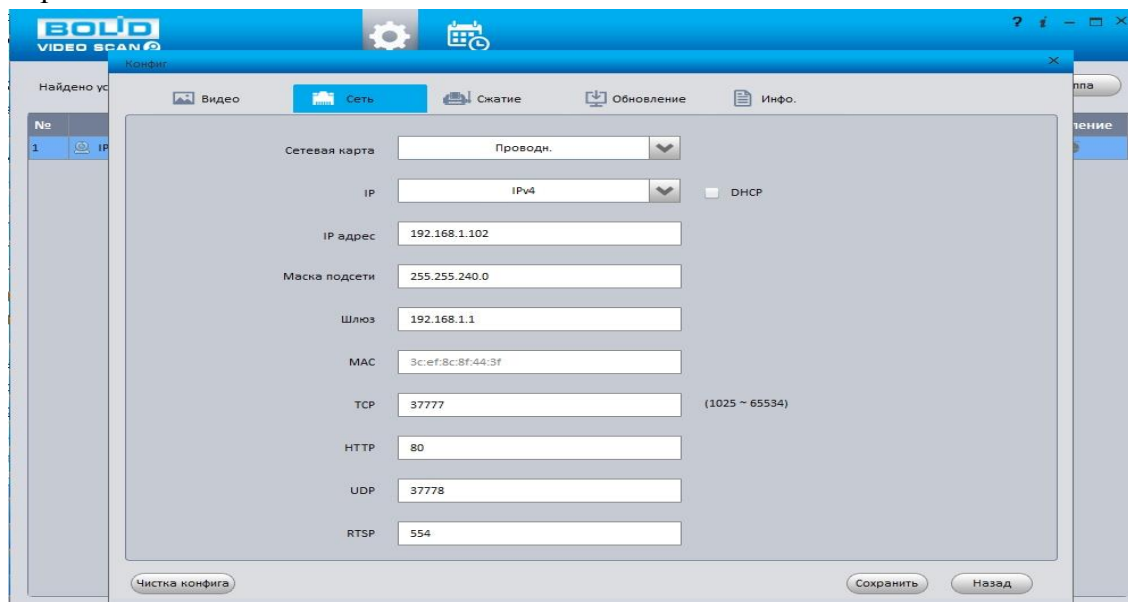 BOLID
VIDEO SCAN
? i
Конфиг
Найдено ус
ппа
Видео Сеть Сжатие Обновление Инфо.
№ ление
1 IP
Сетевая карта Проводн.
IP IPv4 DHCP
IP адрес 192.168.1.102
Маска подсети 255.255.240.0
Шлюз 192.168.1.1
MAC 3c:ef:8c:8f:44:3f
TCP 37777 (1025 ~ 65534)
HTTP 80
UDP 37778
RTSP 554
Чистка конфига Сохранить Назад